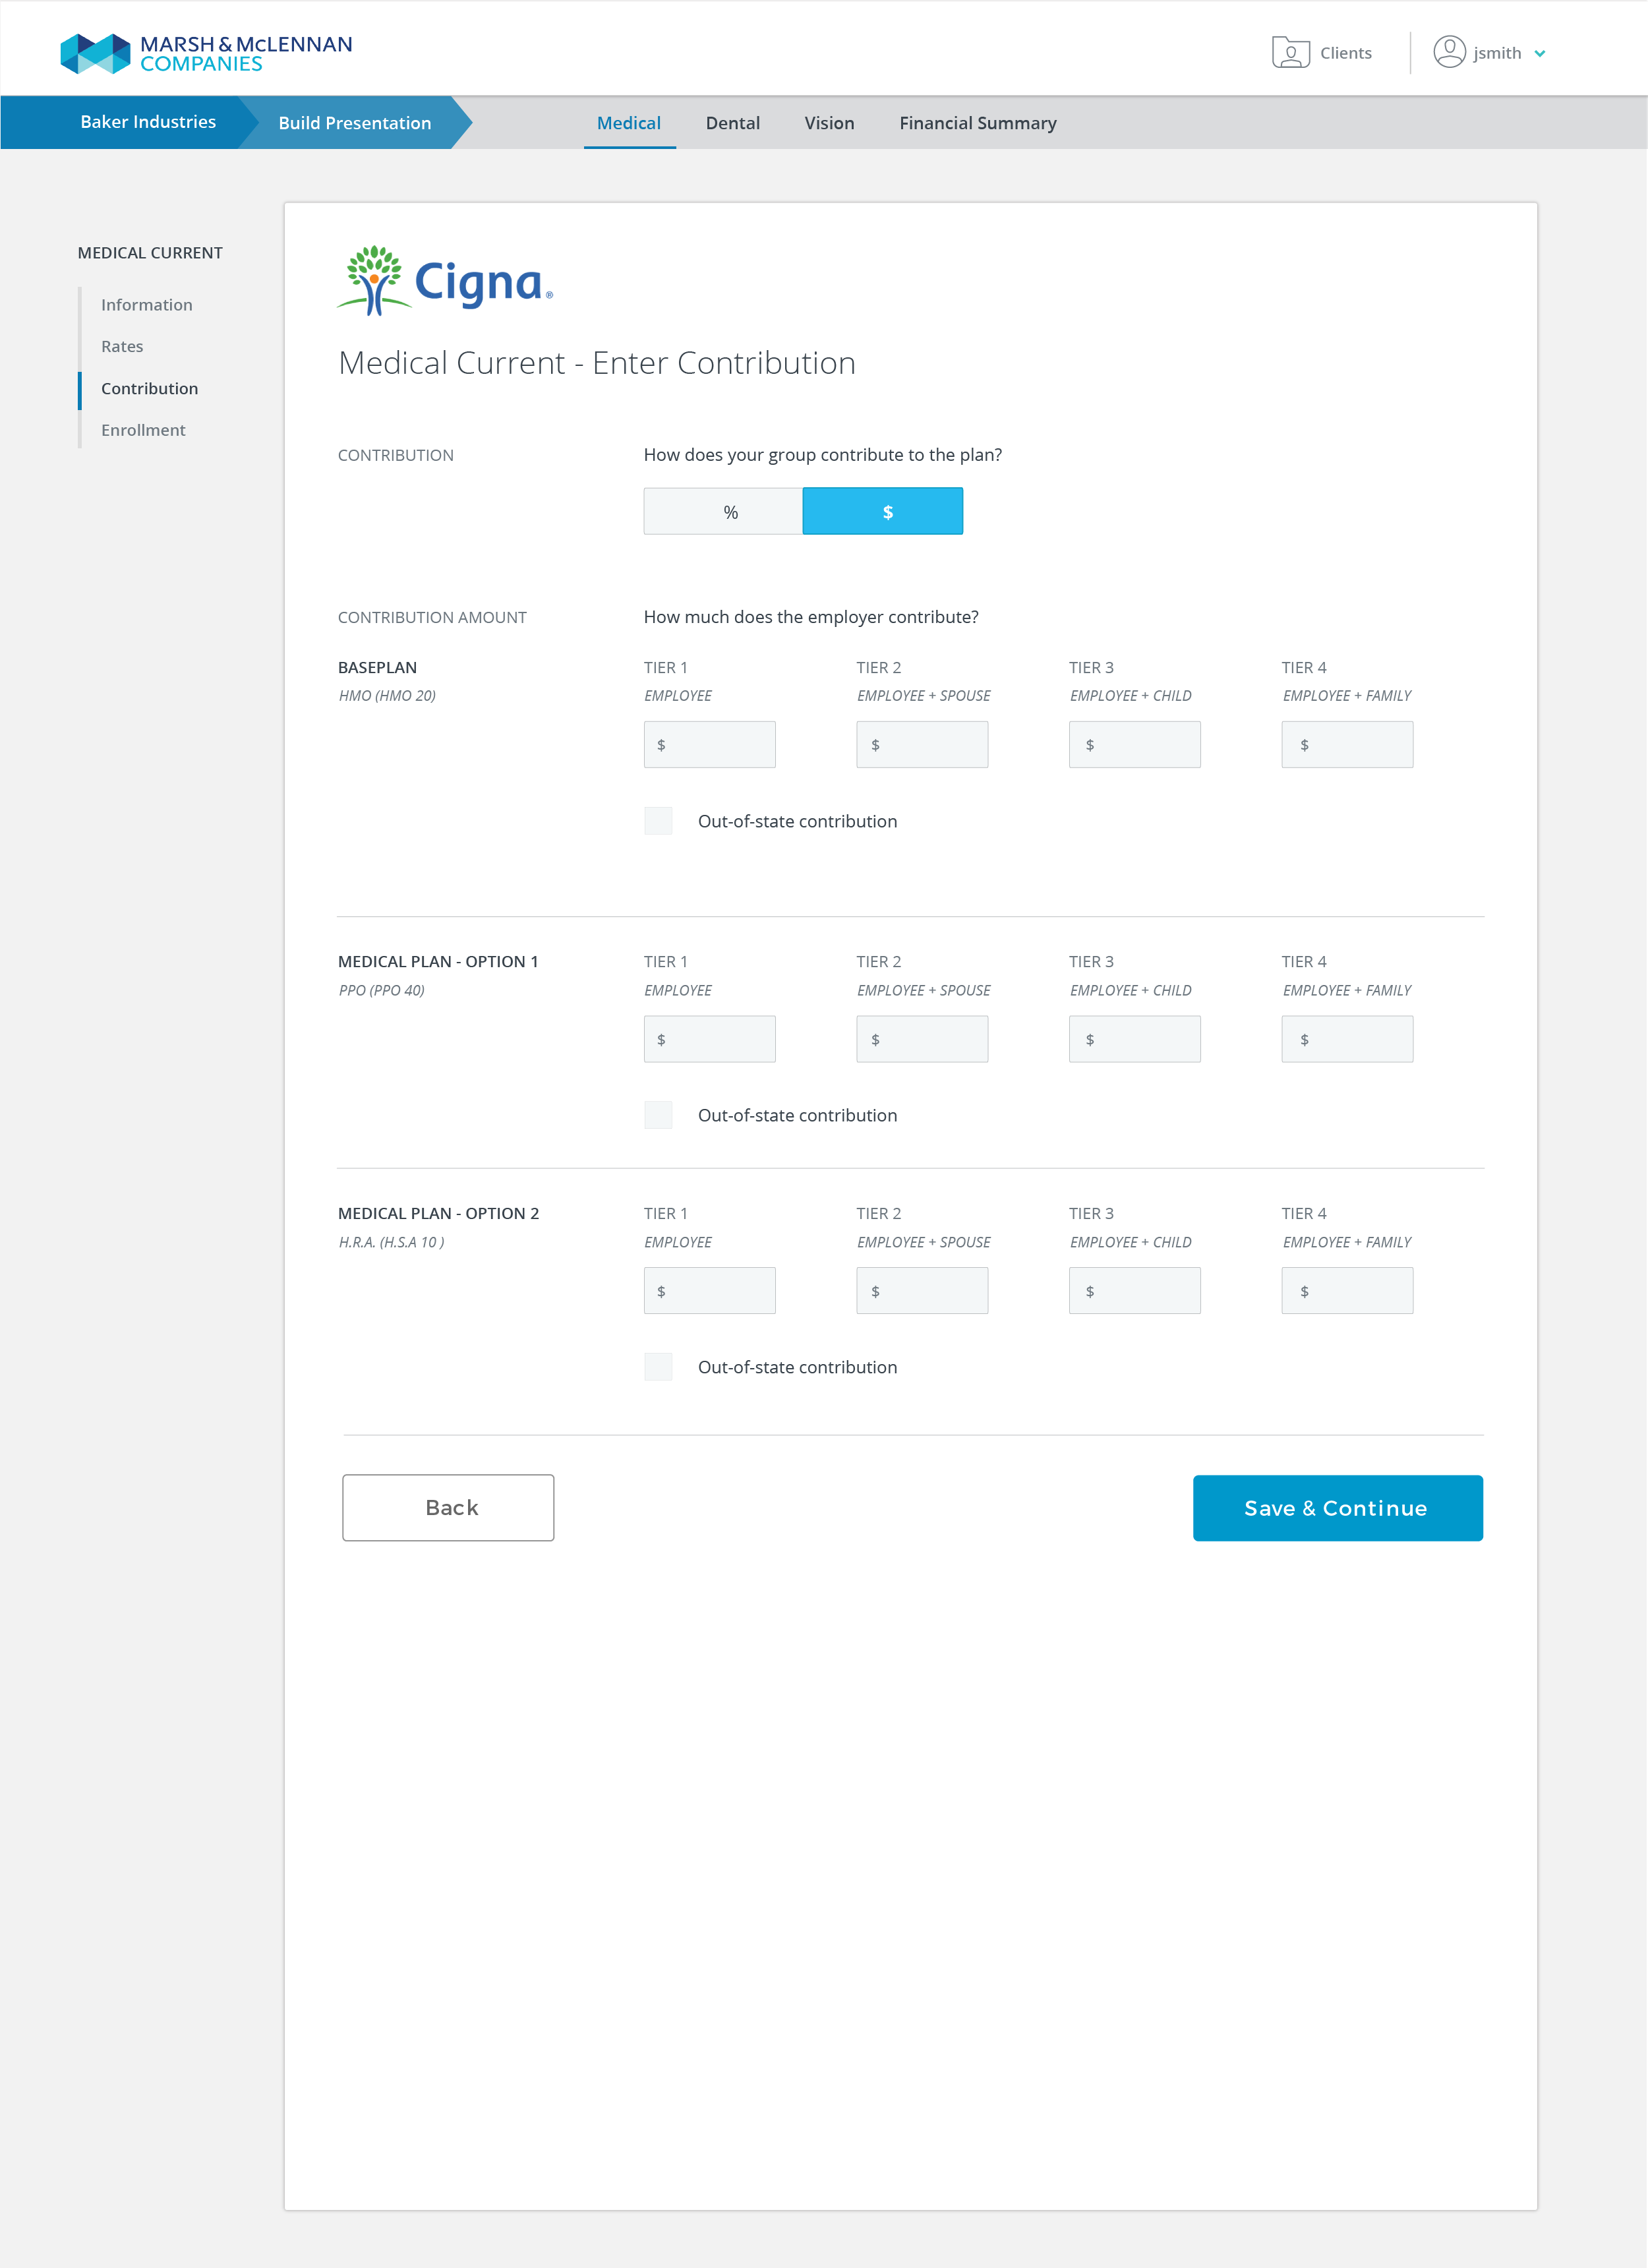 MARSH & McLENNAN
COMPANIES
Clients
jsmith
Baker Industries
Build Presentation
Medical
Dental
Vision
Financial Summary
MEDICAL CURRENT
Information
Rates
Contribution
Enrollment
Cigna®
Medical Current - Enter Contribution
CONTRIBUTION
How does your group contribute to the plan?
%
$
CONTRIBUTION AMOUNT
How much does the employer contribute?
BASEPLAN
HMO (HMO 20)
TIER 1 TIER 2 TIER 3 TIER 4
EMPLOYEE EMPLOYEE + SPOUSE EMPLOYEE + CHILD EMPLOYEE + FAMILY
$ $ $ $
Out-of-state contribution
MEDICAL PLAN - OPTION 1
PPO (PPO 40)
TIER 1 TIER 2 TIER 3 TIER 4
EMPLOYEE EMPLOYEE + SPOUSE EMPLOYEE + CHILD EMPLOYEE + FAMILY
$ $ $ $
Out-of-state contribution
MEDICAL PLAN - OPTION 2
H.R.A. (H.S.A 10 )
TIER 1 TIER 2 TIER 3 TIER 4
EMPLOYEE EMPLOYEE + SPOUSE EMPLOYEE + CHILD EMPLOYEE + FAMILY
$ $ $ $
Out-of-state contribution
Back
Save & Continue